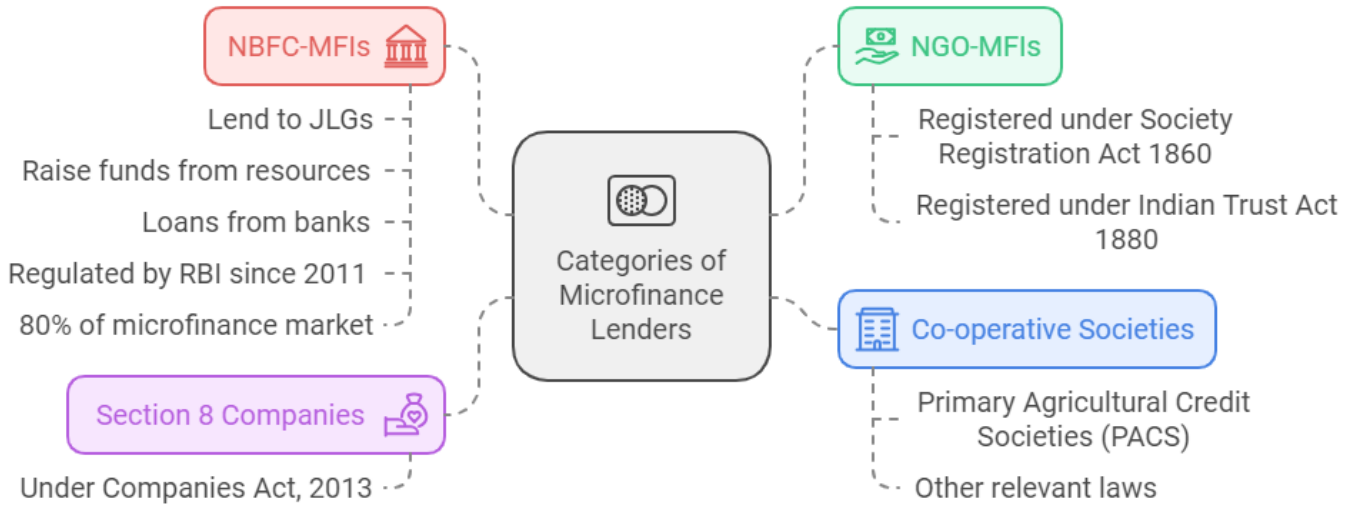 NBFC-MFIs
Lend to JLGs
Raise funds from resources
Loans from banks
Regulated by RBI since 2011
80% of microfinance market
Section 8 Companies
Under Companies Act, 2013
Categories of
Microfinance
Lenders
NGO-MFIs
Registered under Society
Registration Act 1860
Registered under Indian Trust Act
1880
Co-operative Societies
Primary Agricultural Credit
Societies (PACS)
Other relevant laws